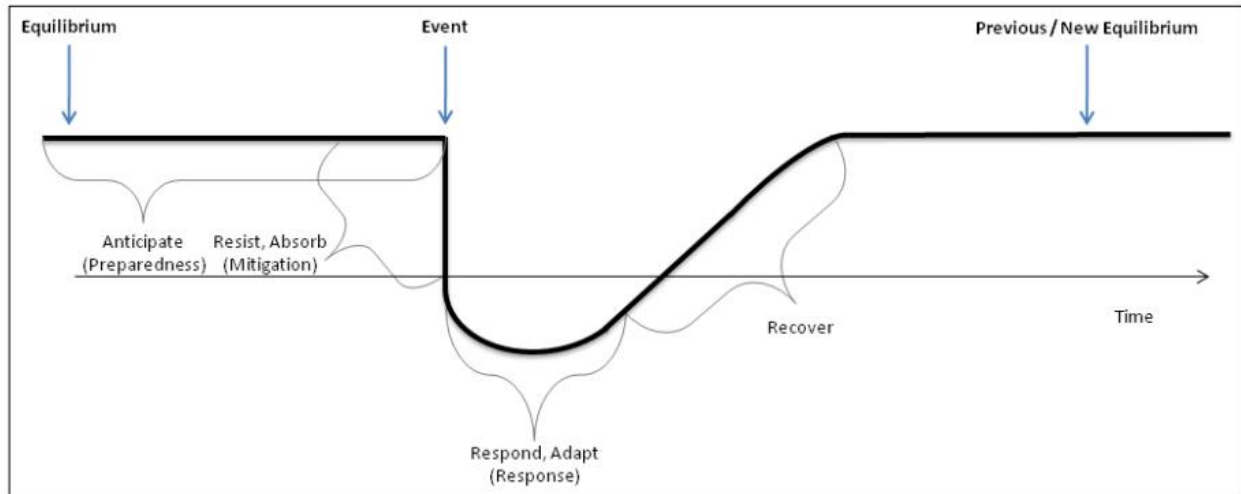 Equilibrium
Event
Previous / New Equilibrium
Anticipate
(Preparedness)
Resist, Absorb
(Mitigation)
Time
Recover
Respond, Adapt
(Response)